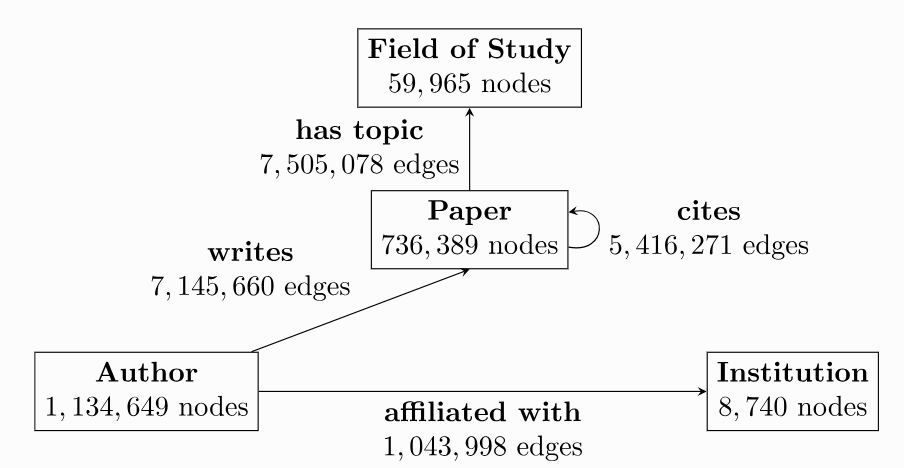 Field of Study
59, 965 nodes
has topic
7, 505, 078 edges
Paper
736, 389 nodes
cites
5, 416, 271 edges
writes
7, 145, 660 edges
Author
1, 134, 649 nodes
Institution
8, 740 nodes
affiliated with
1, 043, 998 edges